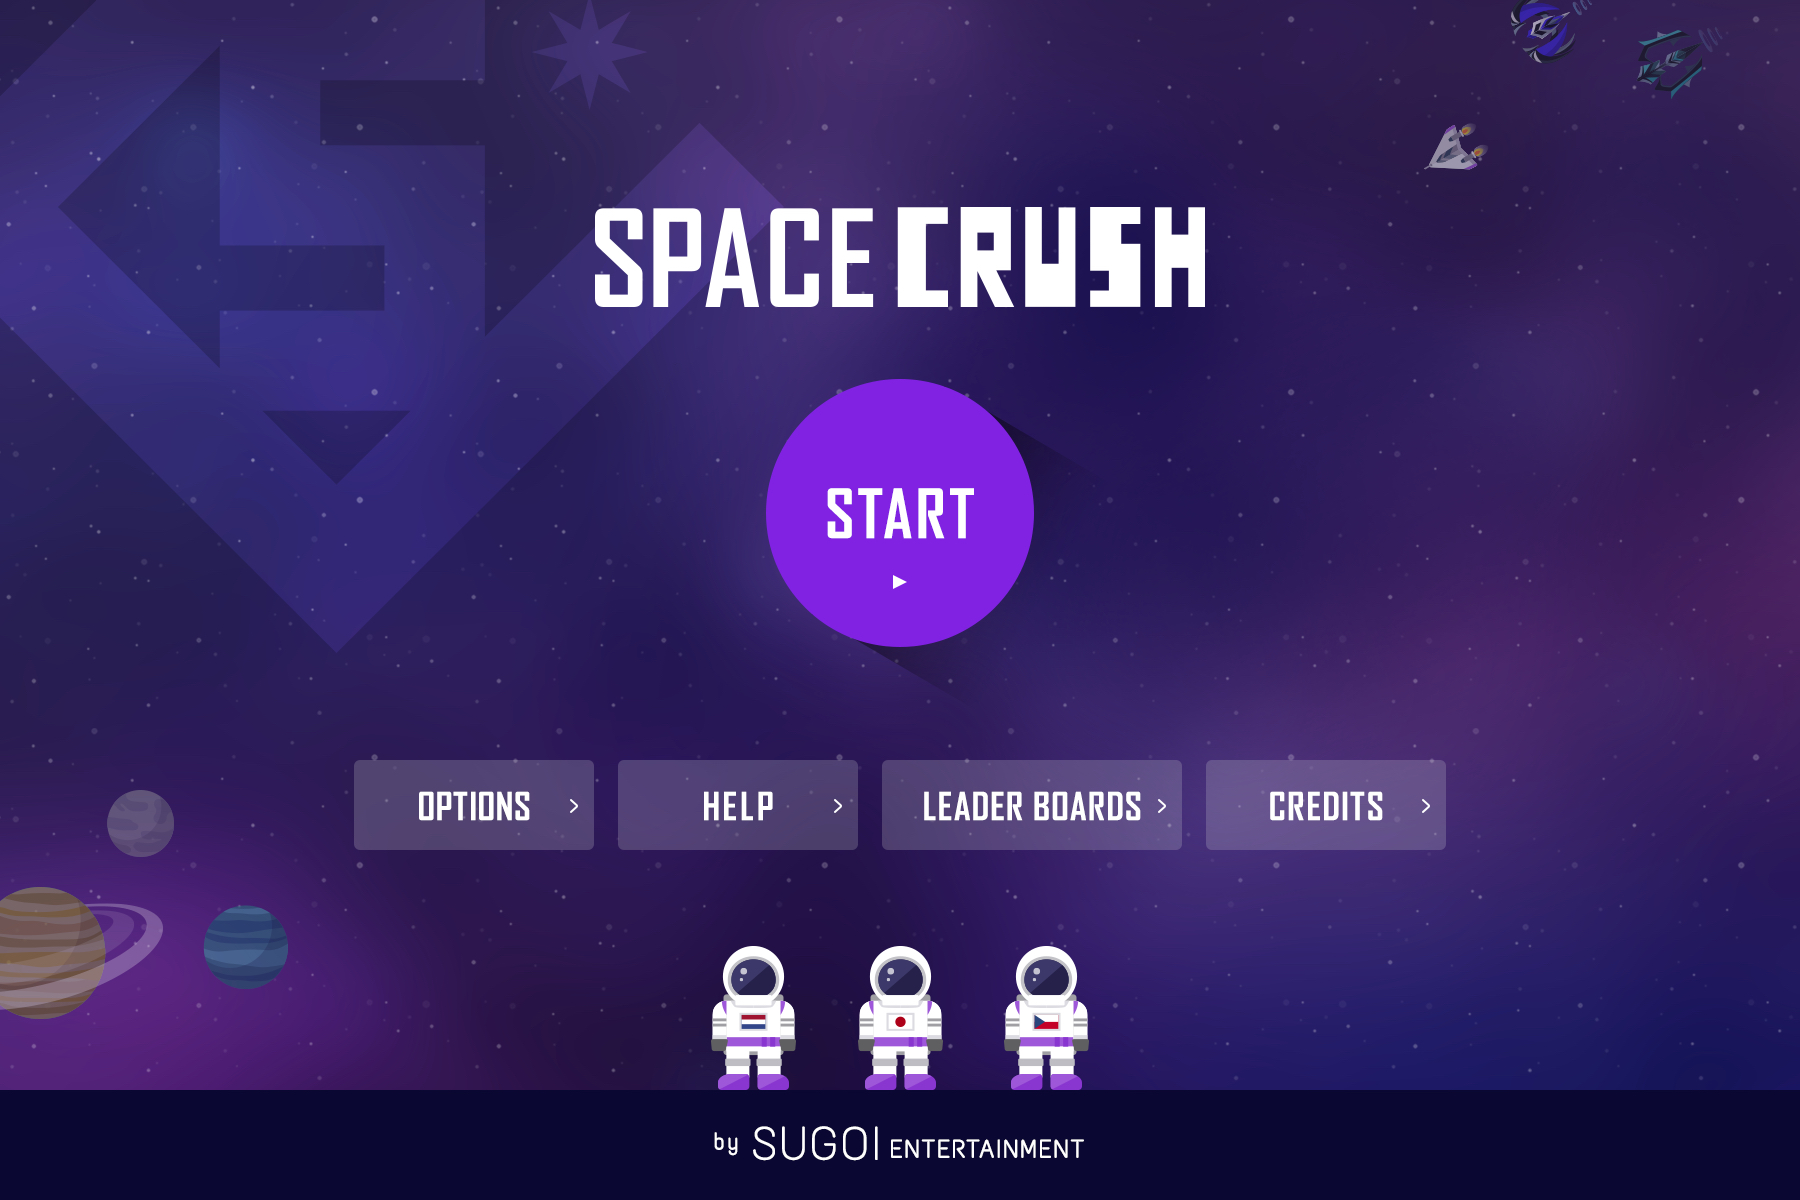 SPACE CRUSH
START
OPTIONS
HELP
LEADER BOARDS
CREDITS
by SUGOI ENTERTAINMENT